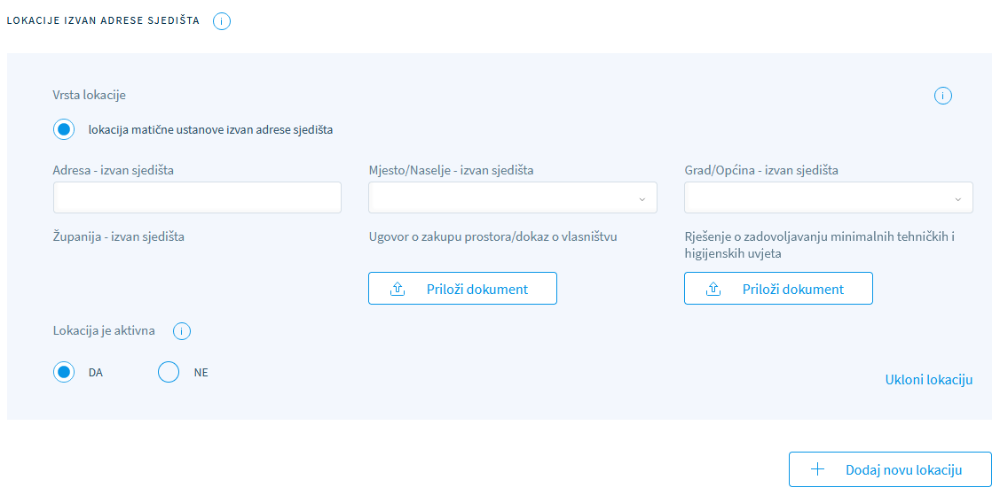 LOKACIJE IZVAN ADRESE SJEDIŠTA i
Vrsta lokacije i
lokacija matične ustanove izvan adrese sjedišta
Adresa - izvan sjedišta Mjesto/Naselje - izvan sjedišta Grad/Općina - izvan sjedišta
Županija - izvan sjedišta Ugovor o zakupu prostora/dokaz o vlasništvu Rješenje o zadovoljavanju minimalnih tehničkih i
higijenskih uvjeta
Priloži dokument Priloži dokument
Lokacija je aktivna i
DA NE
Ukloni lokaciju
Dodaj novu lokaciju